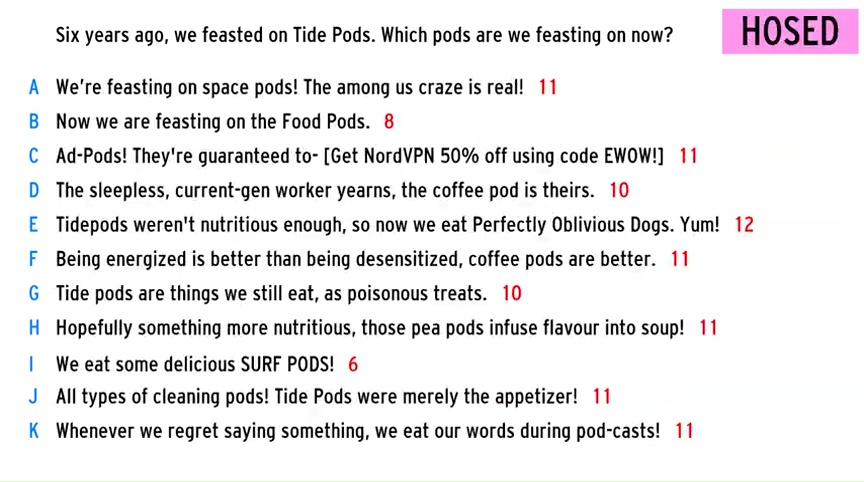 Six years ago, we feasted on Tide Pods. Which pods are we feasting on now?
HOSED
A We're feasting on space pods! The among us craze is real! 11
B Now we are feasting on the Food Pods. 8
C Ad-Pods! They're guaranteed to- [Get NordVPN 50% off using code EWOW!] 11
D The sleepless, current-gen worker yearns, the coffee pod is theirs. 10
E Tidepods weren't nutritious enough, so now we eat Perfectly Oblivious Dogs. Yum! 12
F Being energized is better than being desensitized, coffee pods are better. 11
G Tide pods are things we still eat, as poisonous treats. 10
H Hopefully something more nutritious, those pea pods infuse flavour into soup! 11
I We eat some delicious SURF PODS! 6
J All types of cleaning pods! Tide Pods were merely the appetizer! 11
K Whenever we regret saying something, we eat our words during pod-casts! 11